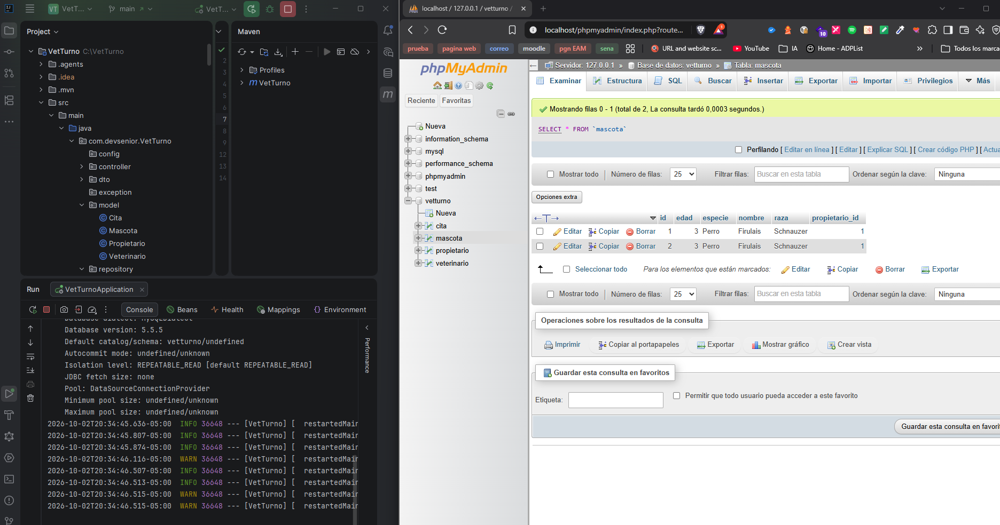 VT VetT...
main
VetT...
Project
VetTurno C:\VetTurno
.agents
.idea
.mvn
src
main
java
com.devsenior.VetTurno
config
controller
dto
exception
model
Cita
Mascota
Propietario
Veterinario
repository
2
3
4
5
6
7
8
9
12
13
14
Maven
Profiles
m VetTurno
Run
VetTurnoApplication
Console
Beans
Health
Mappings
Environment
Database version: 5.5.5
Default catalog/schema: vetturno/undefined
Autocommit mode: undefined/unknown
Isolation level: REPEATABLE_READ [default REPEATABLE_READ]
JDBC fetch size: none
Pool: DataSourceConnectionProvider
Minimum pool size: undefined/unknown
Maximum pool size: undefined/unknown
2026-10-02T20:34:45.636-05:00 INFO 36648 --- [VetTurno] [ restartedMain
2026-10-02T20:34:45.807-05:00 INFO 36648 --- [VetTurno] [ restartedMain
2026-10-02T20:34:45.874-05:00 INFO 36648 --- [VetTurno] [ restartedMain
2026-10-02T20:34:46.116-05:00 WARN 36648 --- [VetTurno] [ restartedMain
2026-10-02T20:34:46.507-05:00 INFO 36648 --- [VetTurno] [ restartedMain
2026-10-02T20:34:46.513-05:00 INFO 36648 --- [VetTurno] [ restartedMain
2026-10-02T20:34:46.515-05:00 WARN 36648 --- [VetTurno] [ restartedMain
2026-10-02T20:34:46.515-05:00 WARN 36648 --- [VetTurno] [ restartedMain
Performance
localhost / 127.0.0.1 / vetturno /
localhost/phpmyadmin/index.php?route...
1
10
prueba
pagina web
correo
moodle
pgn EAM
sena
URL and website sc...
YouTube
IA
Home - ADPList
Todos los marca
phpMyAdmin
Reciente
Favoritas
Nueva
information_schema
mysql
performance_schema
phpmyadmin
test
vetturno
Nueva
cita
mascota
propietario
veterinario
Servidor: 127.0.0.1 » Base de datos: vetturno » Tabla: mascota
Examinar
Estructura
SQL
Buscar
Insertar
Exportar
Importar
Privilegios
Más
Mostrando filas 0 - 1 (total de 2, La consulta tardó 0,0003 segundos.)
SELECT * FROM `mascota`
Perfilando [ Editar en línea ] [ Editar ] [ Explicar SQL ] [ Crear código PHP ] [ Actua
Mostrar todo
Número de filas: 25
Filtrar filas: Buscar en esta tabla
Ordenar según la clave: Ninguna
Opciones extra
id edad especie nombre raza propietario_id
Editar Copiar Borrar 1 3 Perro Firulais Schnauzer 1
Editar Copiar Borrar 2 3 Perro Firulais Schnauzer 1
Seleccionar todo
Para los elementos que están marcados:
Editar
Copiar
Borrar
Exportar
Mostrar todo
Número de filas: 25
Filtrar filas: Buscar en esta tabla
Ordenar según la clave: Ninguna
Operaciones sobre los resultados de la consulta
Imprimir
Copiar al portapapeles
Exportar
Mostrar gráfico
Crear vista
Guardar esta consulta en favoritos
Etiqueta:
Permitir que todo usuario pueda acceder a este favorito
Guardar esta consulta en favorit